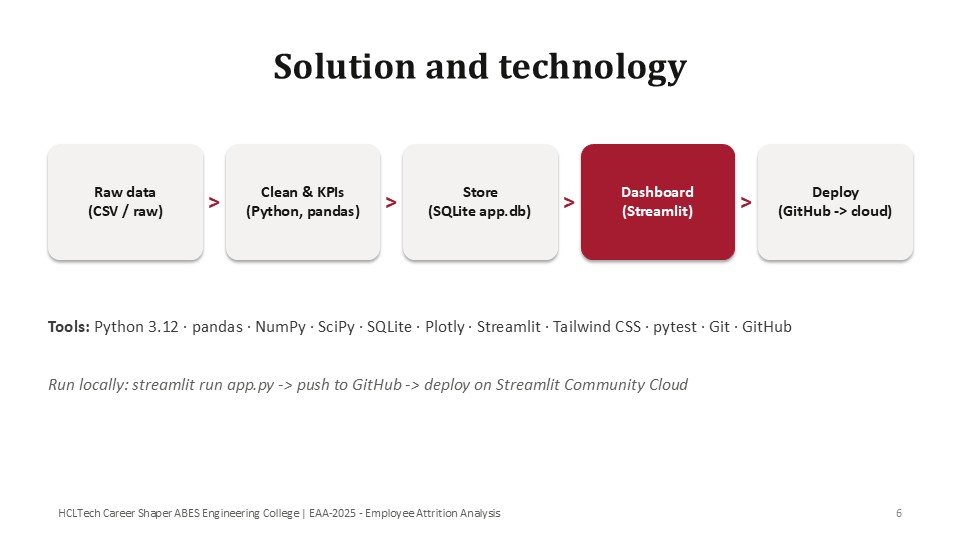 Solution and technology
Raw data
(CSV / raw)
>
Clean & KPIs
(Python, pandas)
>
Store
(SQLite app.db)
>
Dashboard
(Streamlit)
>
Deploy
(GitHub -> cloud)
Tools: Python 3.12 · pandas · NumPy · SciPy · SQLite · Plotly · Streamlit · Tailwind CSS · pytest · Git · GitHub
Run locally: streamlit run app.py -> push to GitHub -> deploy on Streamlit Community Cloud
HCLTech Career Shaper ABES Engineering College | EAA-2025 - Employee Attrition Analysis
6